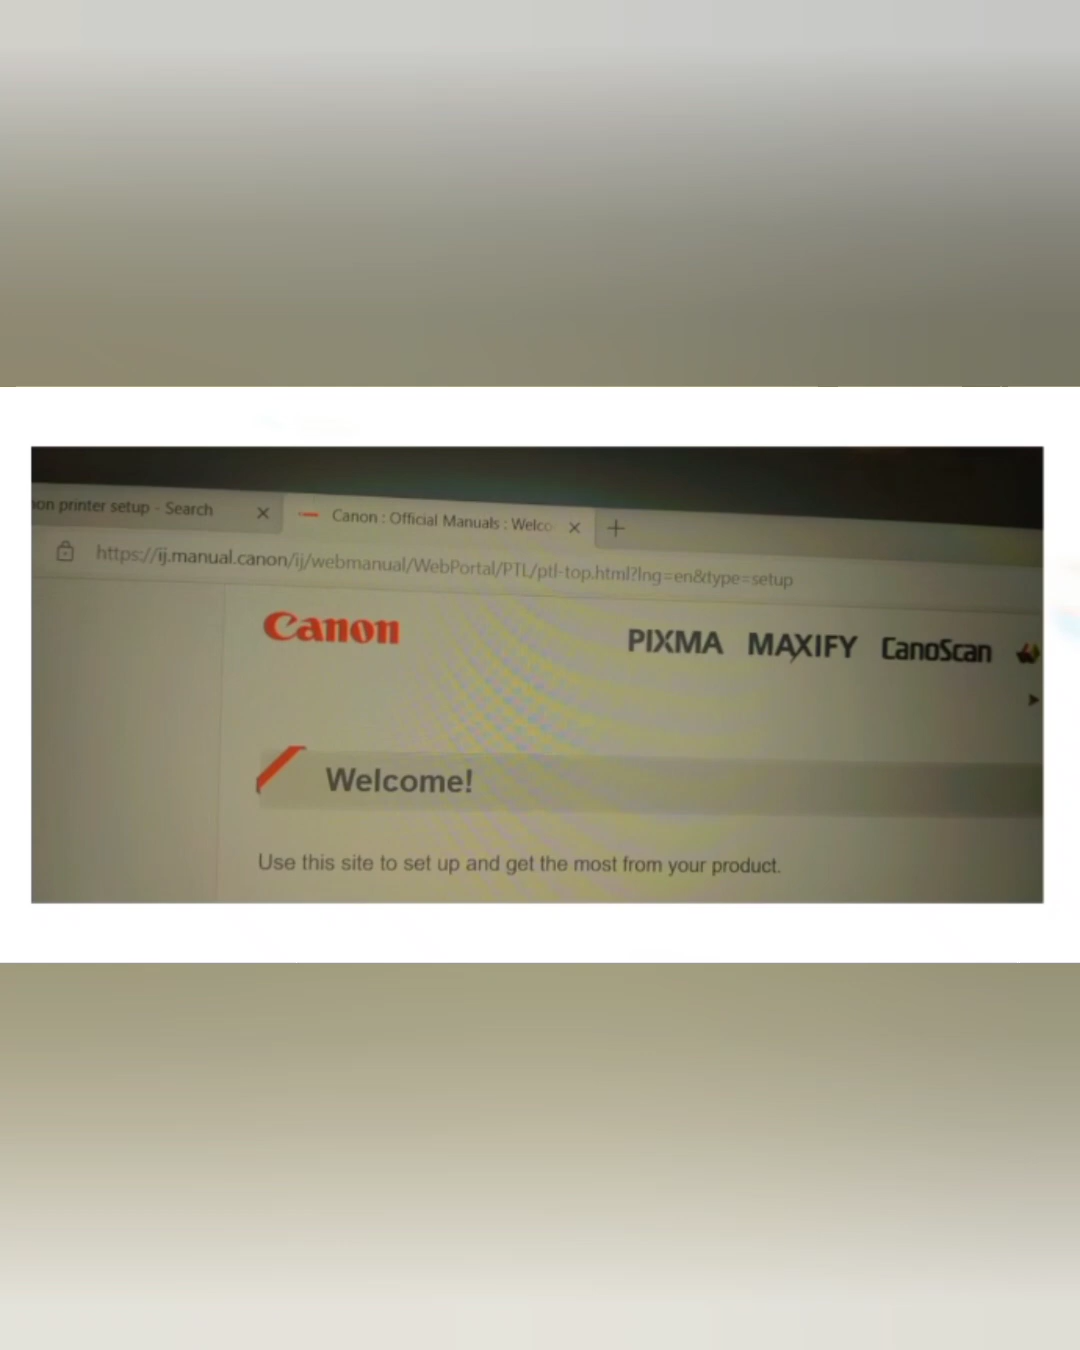 on printer setup - Search
Canon : Official Manuals : Welco
https://ij.manual.canon/ij/webmanual/WebPortal/PTL/ptl-top.html?lng=en&type=setup
Canon PIXMA MAXIFY CanoScan
Welcome!
Use this site to set up and get the most from your product.